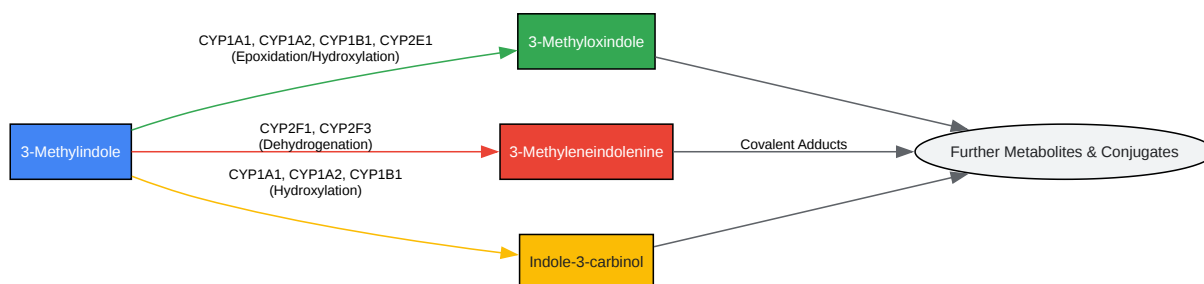 CYP1A1, CYP1A2, CYP1B1, CYP2E1
(Epoxidation/Hydroxylation)
3-Methyloxindole
3-Methylindole
CYP2F1, CYP2F3
(Dehydrogenation)
3-Methyleneindolenine
Covalent Adducts
Further Metabolites & Conjugates
CYP1A1, CYP1A2, CYP1B1
(Hydroxylation)
Indole-3-carbinol